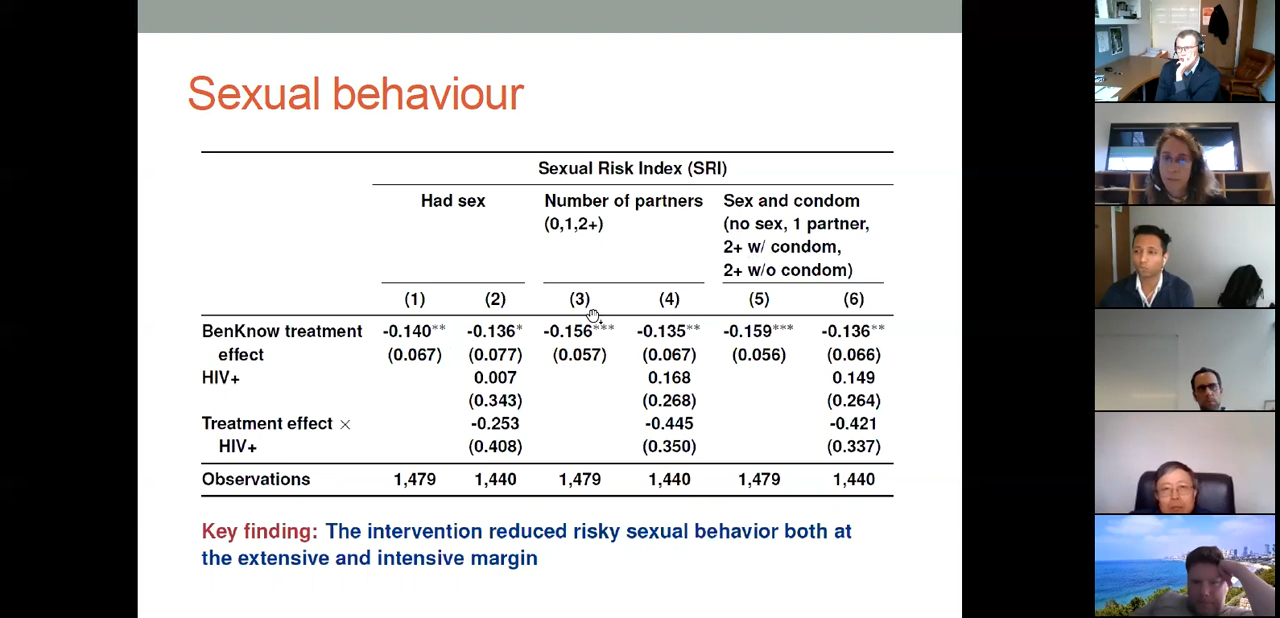 Sexual behaviour
Sexual Risk Index (SRI)
Had sex
Number of partners
(0,1,2+)
Sex and condom
(no sex, 1 partner,
2+ w/ condom,
2+ w/o condom)
(1) (2) (3) (4) (5) (6)
BenKnow treatment -0.140** -0.136* -0.156*** -0.135** -0.159*** -0.136**
effect (0.067) (0.077) (0.057) (0.067) (0.056) (0.066)
HIV+ 0.007 0.168 0.149
(0.343) (0.268) (0.264)
Treatment effect × -0.253 -0.445 -0.421
HIV+ (0.408) (0.350) (0.337)
Observations 1,479 1,440 1,479 1,440 1,479 1,440
Key finding: The intervention reduced risky sexual behavior both at
the extensive and intensive margin